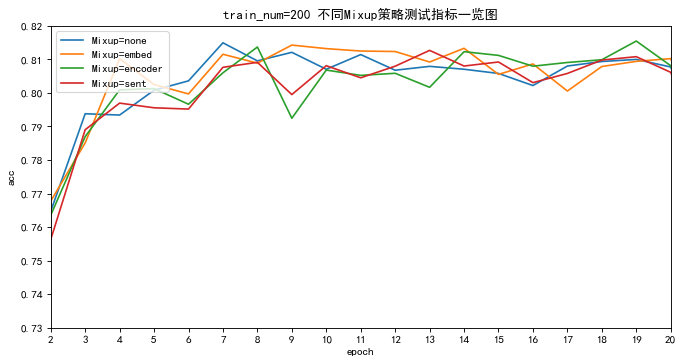 train_num=200 不同Mixup策略测试指标一览图
0.82
0.81
0.80
0.79
0.78
0.77
0.76
0.75
0.74
0.73
acc
Mixup=none
Mixup=embed
Mixup=encoder
Mixup=sent
2 3 4 5 6 7 8 9 10 11 12 13 14 15 16 17 18 19 20
epoch